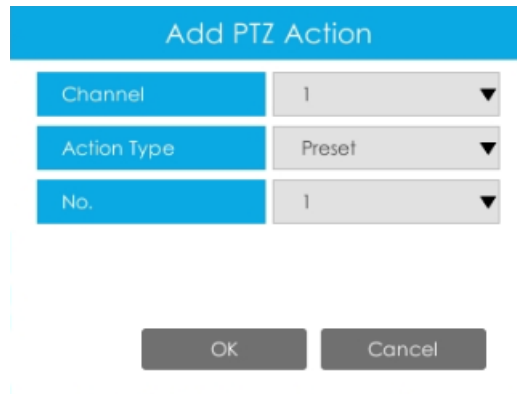 Add PTZ Action
Channel 1
Action Type Preset
No. 1
OK Cancel